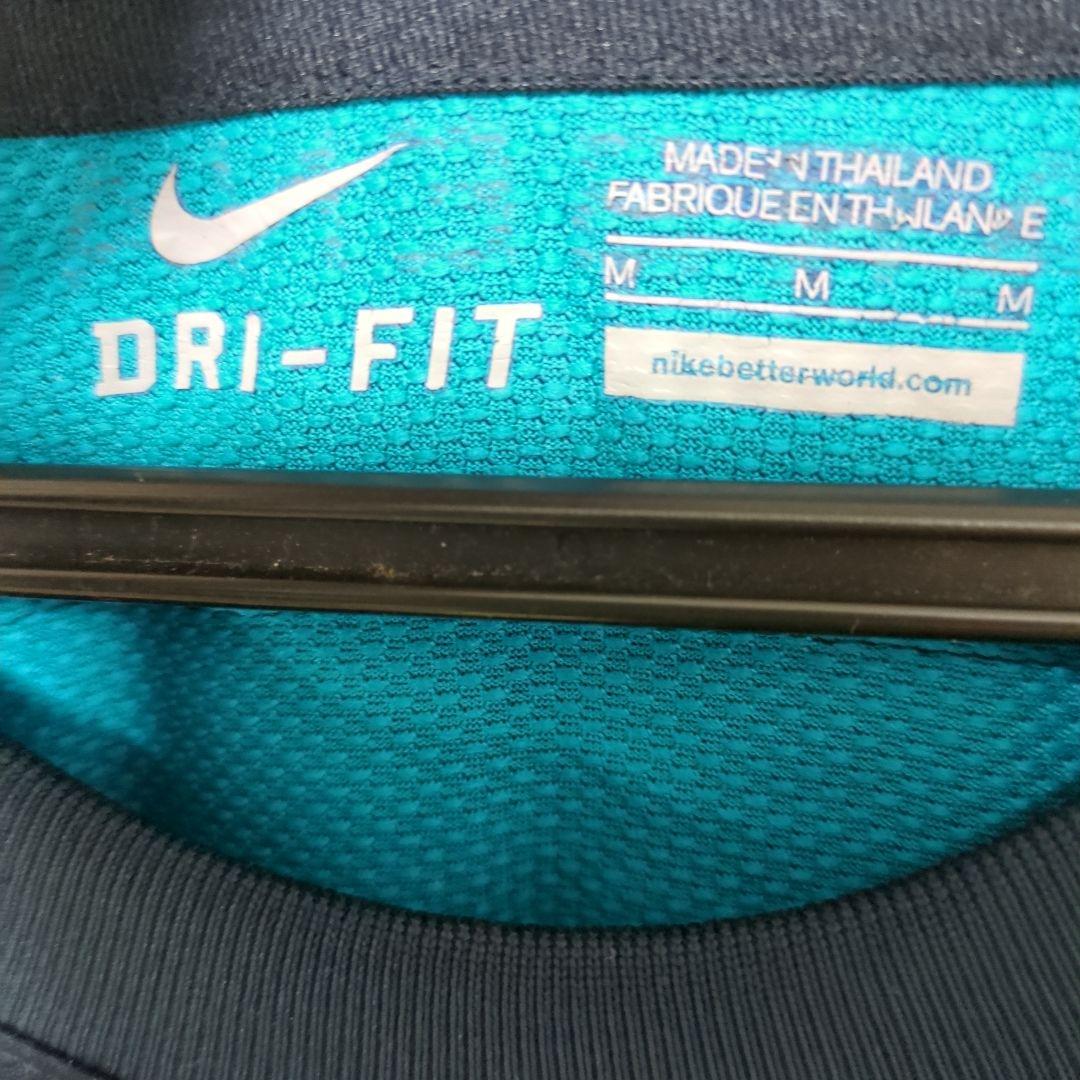 DRI-FIT
MADE IN THAILAND
FABRIQUE EN THAILANDE
M M M
nikebetterworld.com